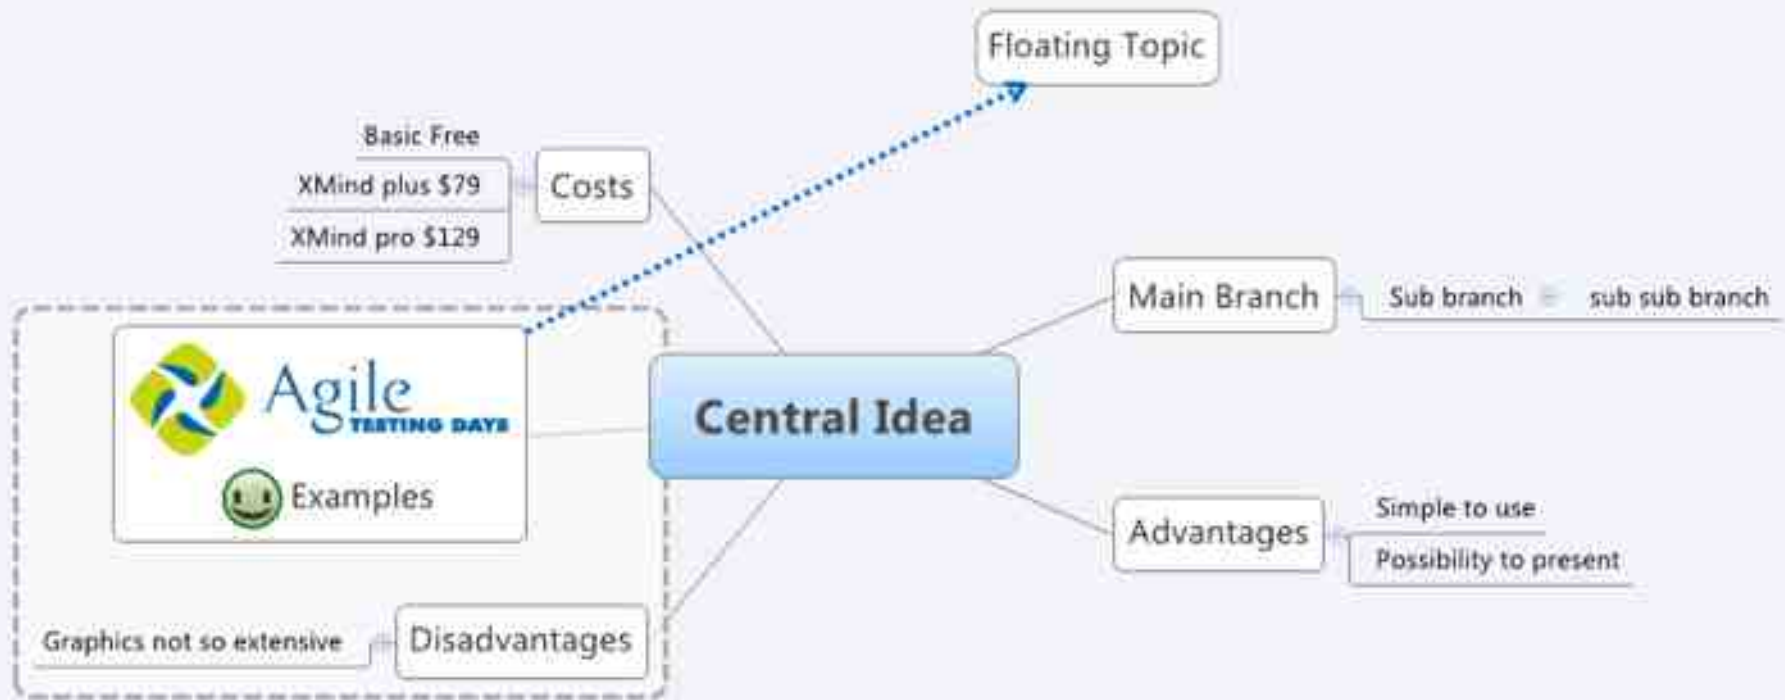 Floating Topic
Basic Free
XMind plus $79
XMind pro $129
Costs
Main Branch
Sub branch
sub sub branch
Agile
TESTING DAYS
Examples
Central Idea
Advantages
Simple to use
Possibility to present
Graphics not so extensive
Disadvantages